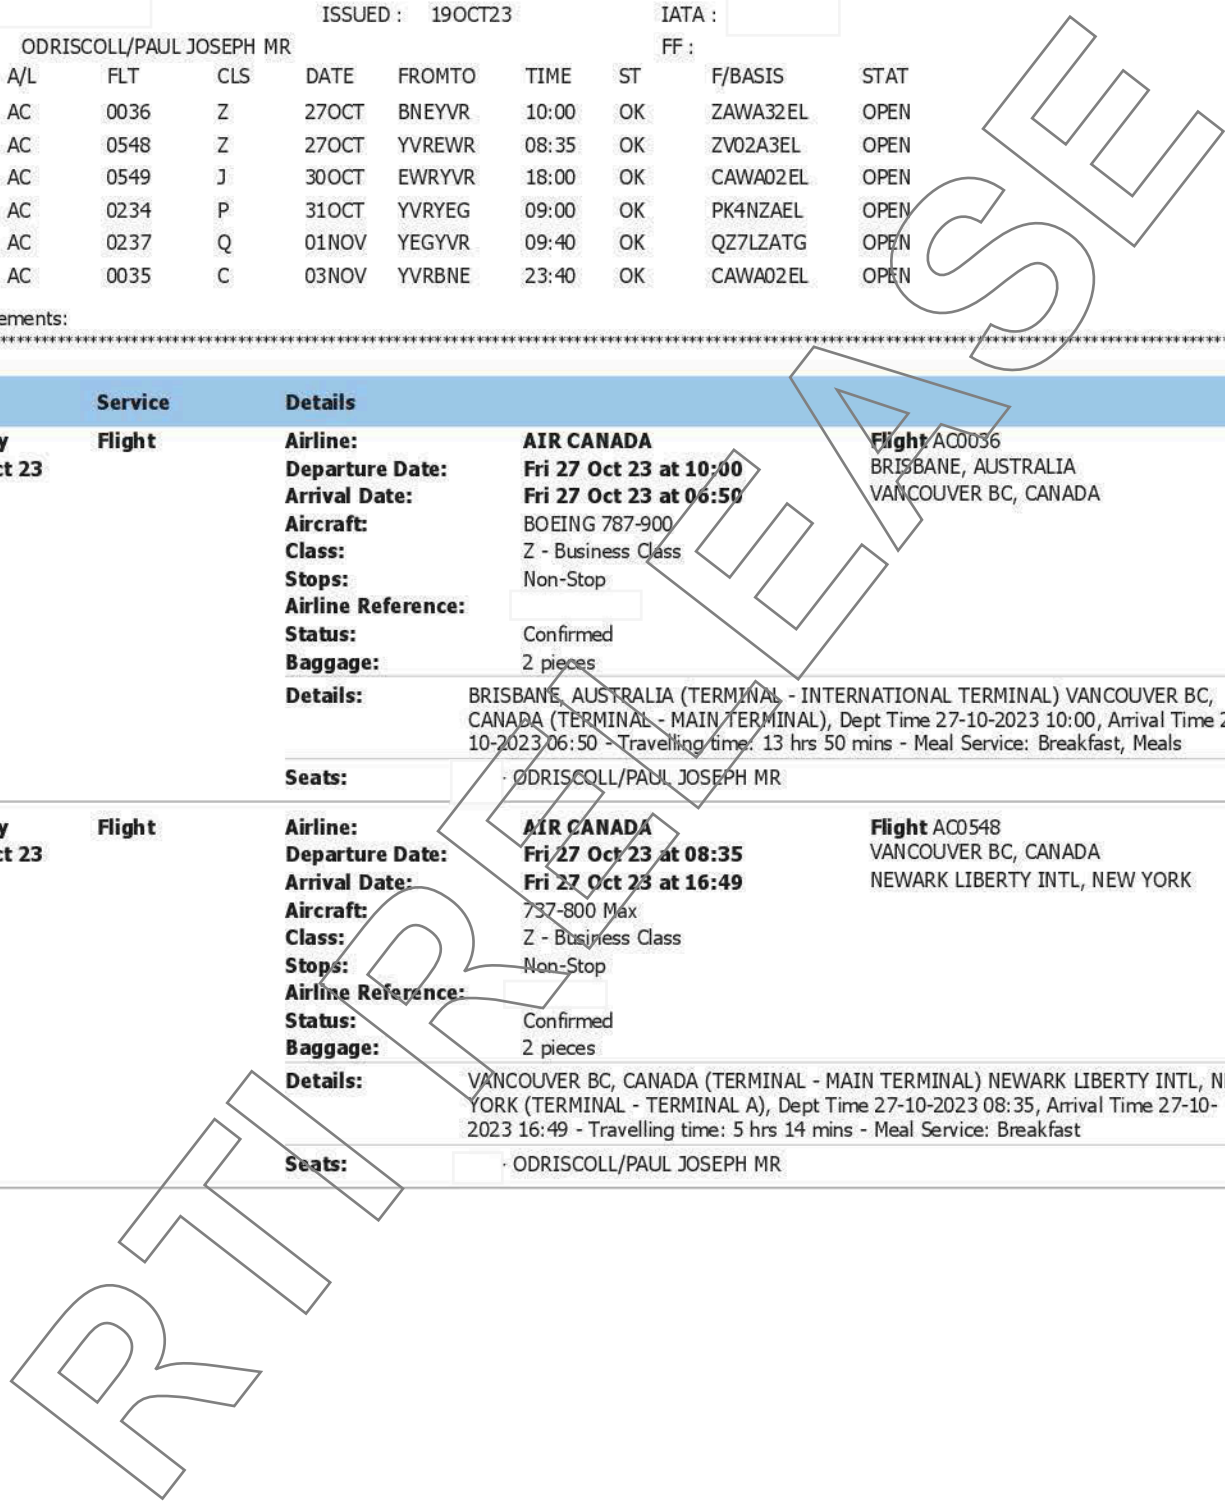 ISSUED : 19OCT23 IATA :
ODRISCOLL/PAUL JOSEPH MR FF :
A/L FLT CLS DATE FROMTO TIME ST F/BASIS STAT
AC 0036 Z 27OCT BNEYVR 10:00 OK ZAWA32EL OPEN
AC 0548 Z 27OCT YVREWR 08:35 OK ZV02A3EL OPEN
AC 0549 J 30OCT EWRYVR 18:00 OK CAWA02EL OPEN
AC 0234 P 31OCT YVRYEG 09:00 OK PK4NZAEL OPEN
AC 0237 Q 01NOV YEGYVR 09:40 OK QZ7LZATG OPEN
AC 0035 C 03NOV YVRBNE 23:40 OK CAWA02EL OPEN
ements:
Service Details
y Flight Airline: AIR CANADA Flight AC0036
ct 23 Departure Date: Fri 27 Oct 23 at 10:00 BRISBANE, AUSTRALIA
Arrival Date: Fri 27 Oct 23 at 06:50 VANCOUVER BC, CANADA
Aircraft: BOEING 787-900
Class: Z - Business Class
Stops: Non-Stop
Airline Reference:
Status: Confirmed
Baggage: 2 pieces
Details: BRISBANE, AUSTRALIA (TERMINAL - INTERNATIONAL TERMINAL) VANCOUVER BC,
CANADA (TERMINAL - MAIN TERMINAL), Dept Time 27-10-2023 10:00, Arrival Time 2
10-2023 06:50 - Travelling time: 13 hrs 50 mins - Meal Service: Breakfast, Meals
Seats: - ODRISCOLL/PAUL JOSEPH MR
y Flight Airline: AIR CANADA Flight AC0548
ct 23 Departure Date: Fri 27 Oct 23 at 08:35 VANCOUVER BC, CANADA
Arrival Date: Fri 27 Oct 23 at 16:49 NEWARK LIBERTY INTL, NEW YORK
Aircraft: 737-800 Max
Class: Z - Business Class
Stops: Non-Stop
Airline Reference:
Status: Confirmed
Baggage: 2 pieces
Details: VANCOUVER BC, CANADA (TERMINAL - MAIN TERMINAL) NEWARK LIBERTY INTL, NE
YORK (TERMINAL - TERMINAL A), Dept Time 27-10-2023 08:35, Arrival Time 27-10-
2023 16:49 - Travelling time: 5 hrs 14 mins - Meal Service: Breakfast
Seats: - ODRISCOLL/PAUL JOSEPH MR
RTI RELEASE